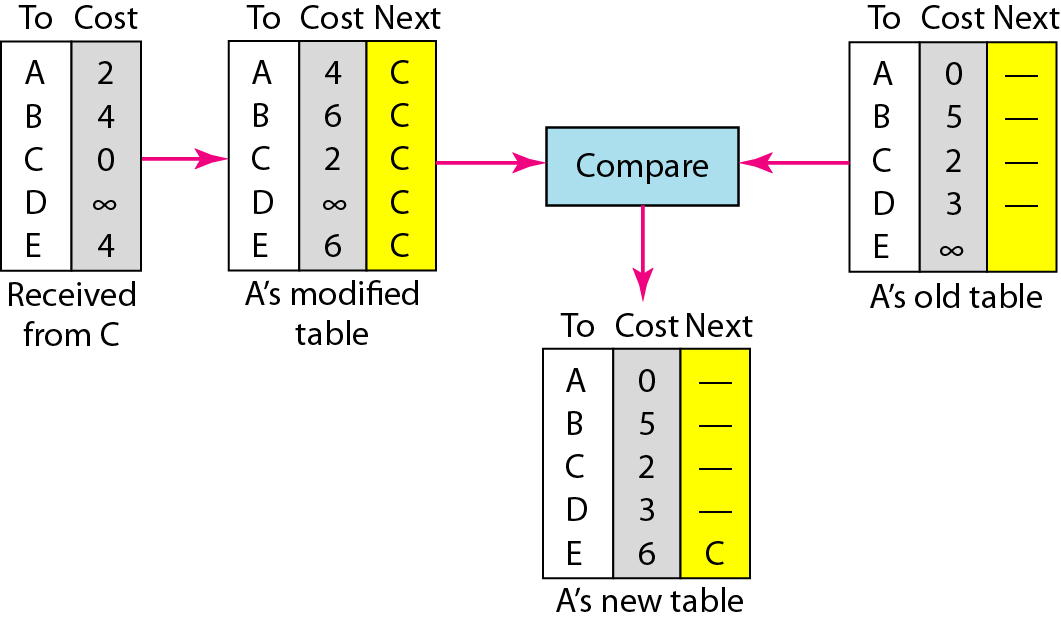 To Cost
A 2
B 4
C 0
D ∞
E 4
Received
from C
To Cost Next
A 4 C
B 6 C
C 2 C
D ∞ C
E 6 C
A’s modified
table
Compare
To Cost Next
A 0 —
B 5 —
C 2 —
D 3 —
E ∞
A’s old table
To Cost Next
A 0 —
B 5 —
C 2 —
D 3 —
E 6 C
A’s new table